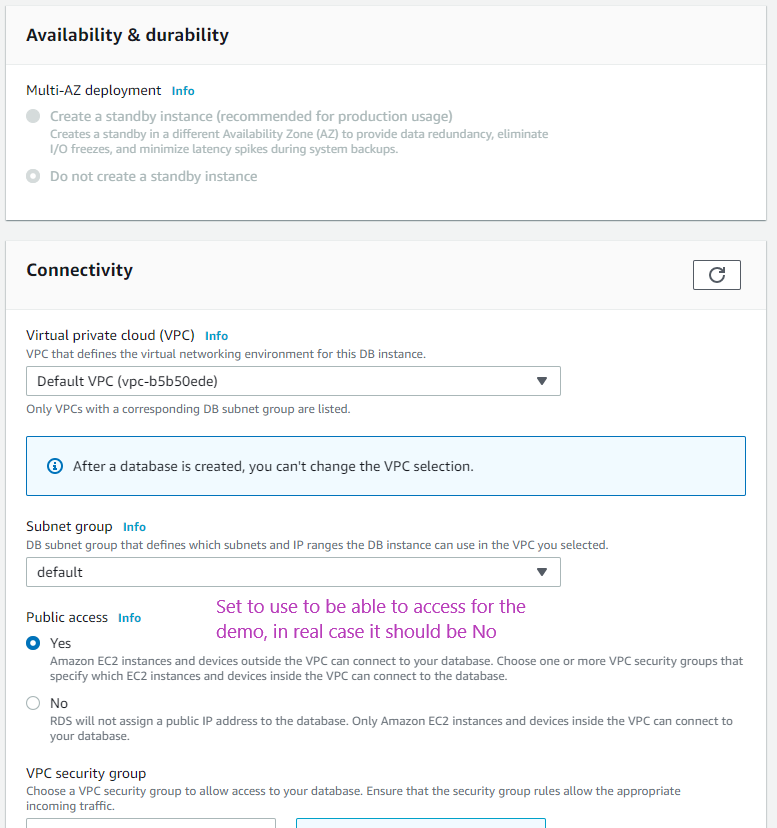 Availability & durability
Multi-AZ deployment Info
Create a standby instance (recommended for production usage)
Creates a standby in a different Availability Zone (AZ) to provide data redundancy, eliminate
I/O freezes, and minimize latency spikes during system backups.
Do not create a standby instance
Connectivity
Virtual private cloud (VPC) Info
VPC that defines the virtual networking environment for this DB instance.
Default VPC (vpc-b5b50ede)
Only VPCs with a corresponding DB subnet group are listed.
After a database is created, you can't change the VPC selection.
Subnet group Info
DB subnet group that defines which subnets and IP ranges the DB instance can use in the VPC you selected.
default
Public access Info
Set to use to be able to access for the
demo, in real case it should be No
Yes
Amazon EC2 instances and devices outside the VPC can connect to your database. Choose one or more VPC security groups that
specify which EC2 instances and devices inside the VPC can connect to the database.
No
RDS will not assign a public IP address to the database. Only Amazon EC2 instances and devices inside the VPC can connect to
your database.
VPC security group
Choose a VPC security group to allow access to your database. Ensure that the security group rules allow the appropriate
incoming traffic.